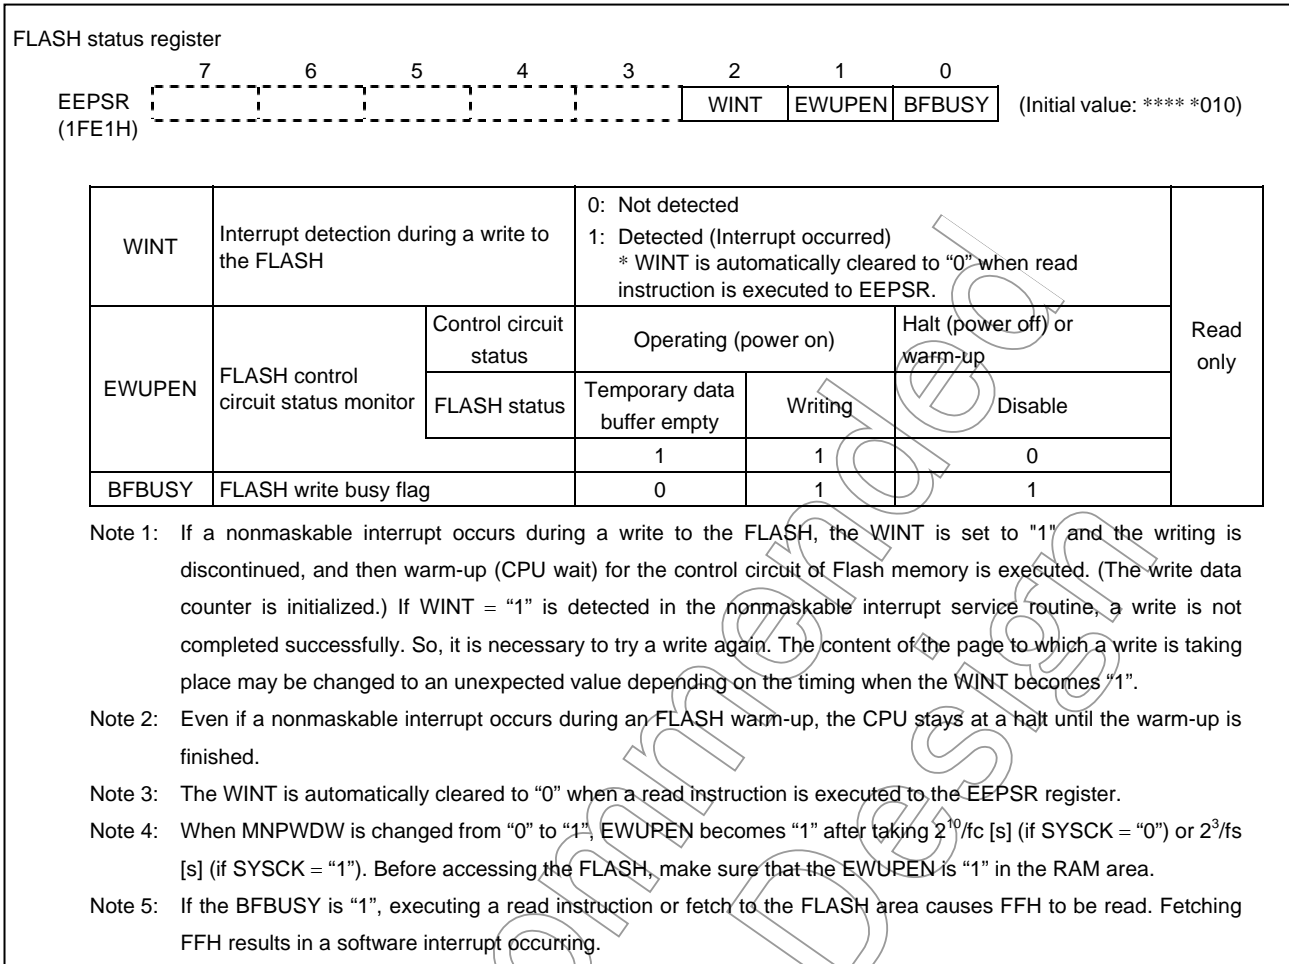 FLASH status register
7 6 5 4 3 2 1 0
EEPSR WINT EWUPEN BFBUSY (Initial value: **** *010)
(1FE1H)
WINT Interrupt detection during a write to the FLASH 0: Not detected
1: Detected (Interrupt occurred)
* WINT is automatically cleared to “0” when read
instruction is executed to EEPSR.
Read only
EWUPEN FLASH control circuit status monitor Control circuit status Operating (power on) Halt (power off) or warm-up
FLASH status Temporary data buffer empty Writing Disable
1 1 0
BFBUSY FLASH write busy flag 0 1 1
Note 1: If a nonmaskable interrupt occurs during a write to the FLASH, the WINT is set to "1" and the writing is
discontinued, and then warm-up (CPU wait) for the control circuit of Flash memory is executed. (The write data
counter is initialized.) If WINT = “1” is detected in the nonmaskable interrupt service routine, a write is not
completed successfully. So, it is necessary to try a write again. The content of the page to which a write is taking
place may be changed to an unexpected value depending on the timing when the WINT becomes “1”.
Note 2: Even if a nonmaskable interrupt occurs during an FLASH warm-up, the CPU stays at a halt until the warm-up is
finished.
Note 3: The WINT is automatically cleared to “0” when a read instruction is executed to the EEPSR register.
Note 4: When MNPWDW is changed from “0” to “1”, EWUPEN becomes “1” after taking 2¹⁰/fc [s] (if SYSCK = “0”) or 2³/fs
[s] (if SYSCK = “1”). Before accessing the FLASH, make sure that the EWUPEN is “1” in the RAM area.
Note 5: If the BFBUSY is “1”, executing a read instruction or fetch to the FLASH area causes FFH to be read. Fetching
FFH results in a software interrupt occurring.
ommended
Design